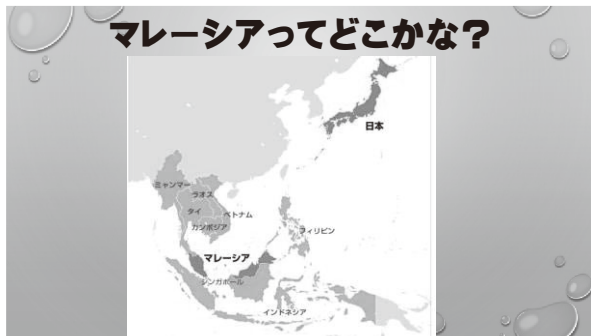 マレーシアってどこかな？
日本
ミャンマー
ラオス
タイ
ベトナム
カンボジア
フィリピン
マレーシア
シンガポール
インドネシア